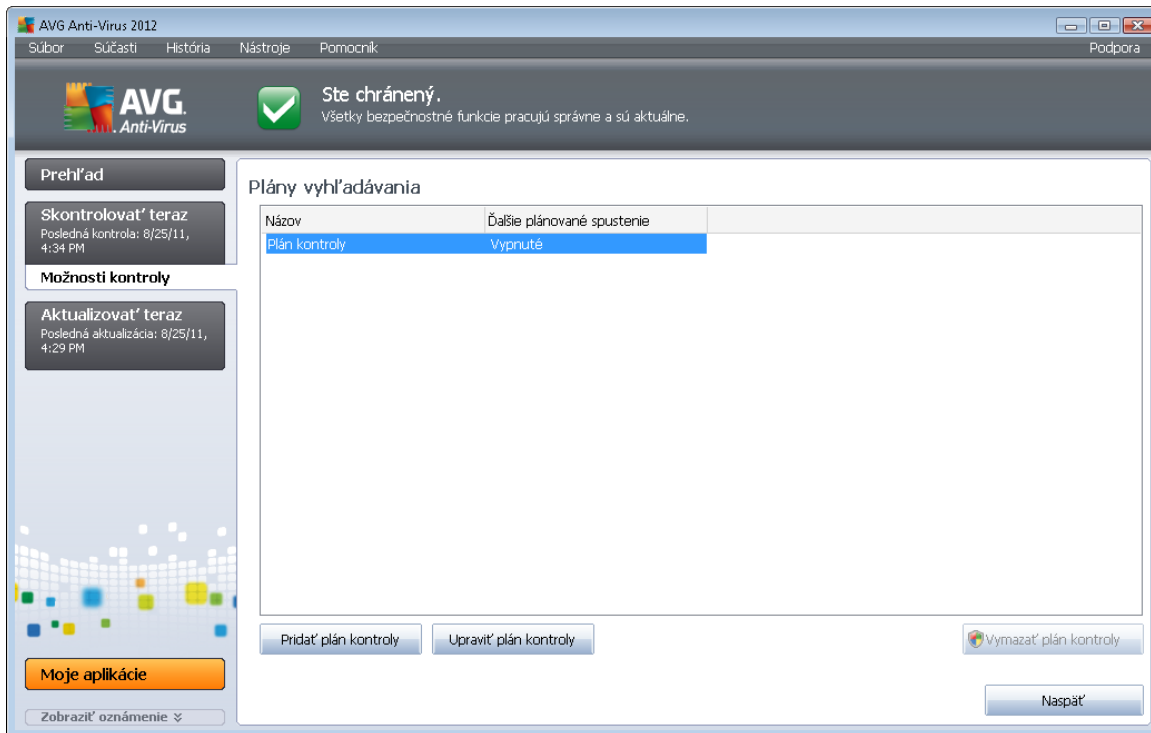 AVG Anti-Virus 2012
Súbor Súčasti História Nástroje Pomocník Podpora
AVG.
Anti-Virus
Ste chránený.
Všetky bezpečnostné funkcie pracujú správne a sú aktuálne.
Prehľad
Skontrolovať teraz
Posledná kontrola: 8/25/11,
4:34 PM
Možnosti kontroly
Aktualizovať teraz
Posledná aktualizácia: 8/25/11,
4:29 PM
Moje aplikácie
Zobraziť oznámenie
Plány vyhľadávania
Názov Ďalšie plánované spustenie
Plán kontroly Vypnuté
Pridať plán kontroly Upraviť plán kontroly Vymazať plán kontroly
Naspäť